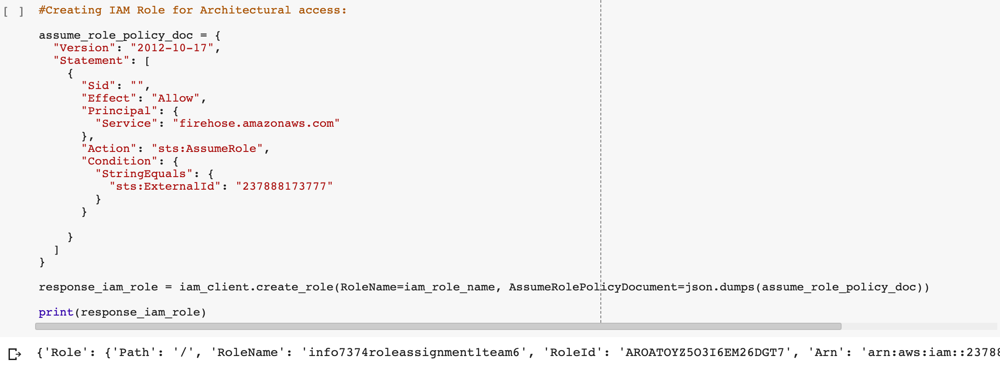 [ ] #Creating IAM Role for Architectural access:
assume_role_policy_doc = {
"Version": "2012-10-17",
"Statement": [
{
"Sid": "",
"Effect": "Allow",
"Principal": {
"Service": "firehose.amazonaws.com"
},
"Action": "sts:AssumeRole",
"Condition": {
"StringEquals": {
"sts:ExternalId": "237888173777"
}
}
}
]
}
response_iam_role = iam_client.create_role(RoleName=iam_role_name, AssumeRolePolicyDocument=json.dumps(assume_role_policy_doc))
print(response_iam_role)
{'Role': {'Path': '/', 'RoleName': 'info7374roleassignment1team6', 'RoleId': 'AROATOYZ5O3I6EM26DGT7', 'Arn': 'arn:aws:iam::23788